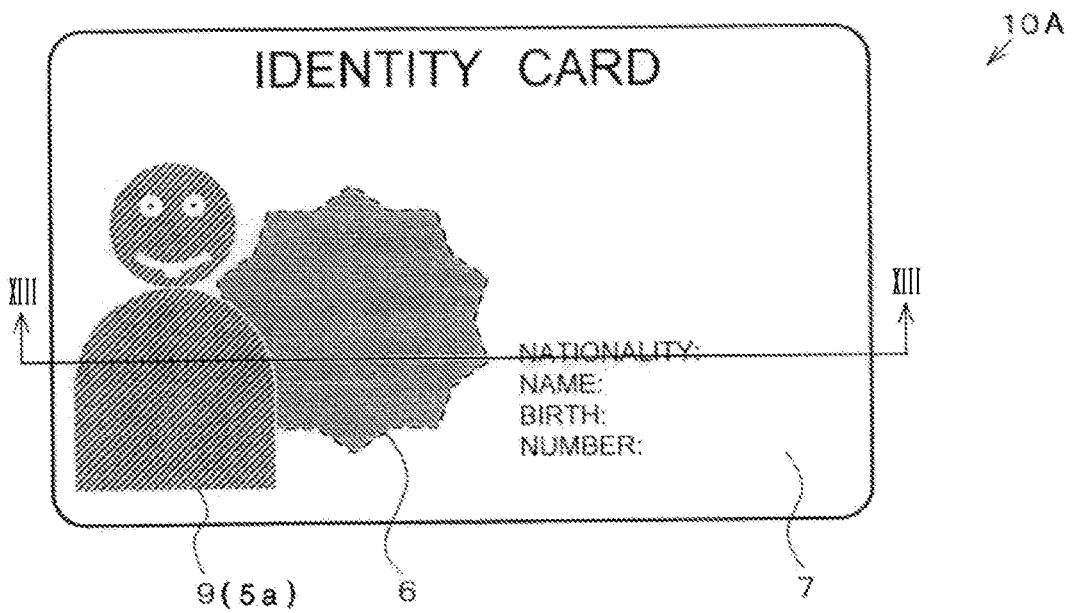 10A
IDENTITY CARD
XIII XIII
NATIONALITY:
NAME:
BIRTH:
NUMBER:
9(5a) 6 7